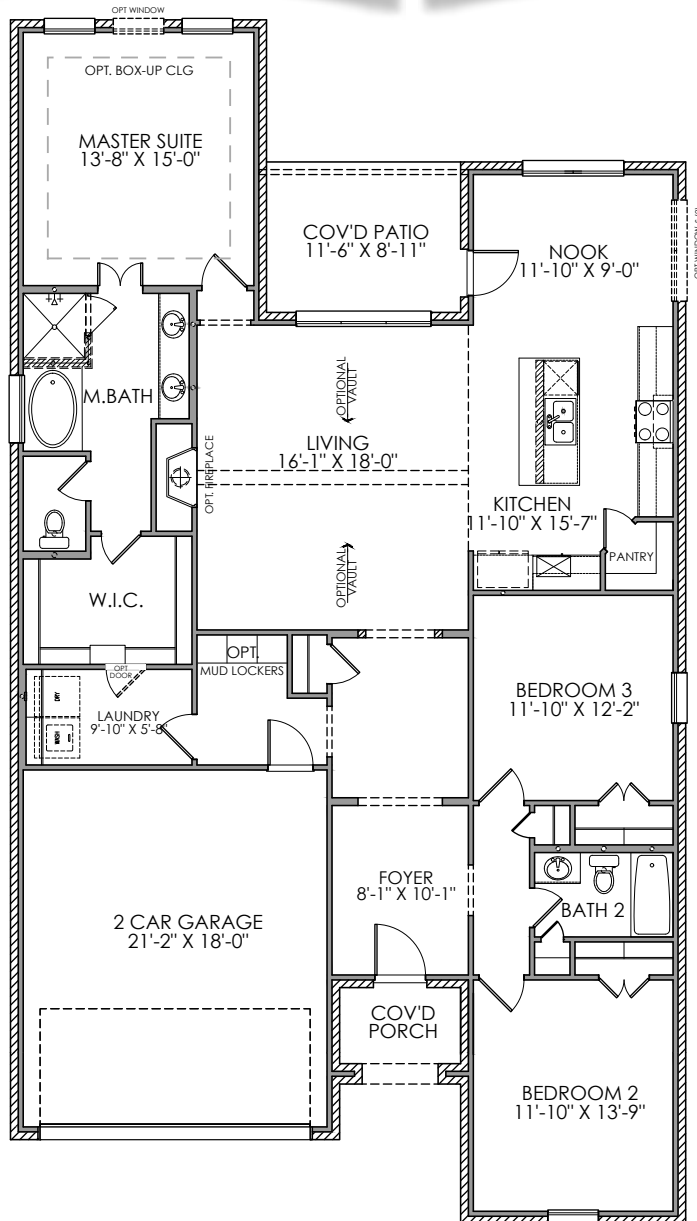 OPT WINDOW
OPT. BOX-UP CLG
MASTER SUITE
13'-8" X 15'-0"
COV'D PATIO
11'-6" X 8'-11"
NOOK
11'-10" X 9'-0"
M.BATH
OPTIONAL
VAULT
LIVING
16'-1" X 18'-0"
OPT. FIREPLACE
KITCHEN
11'-10" X 15'-7"
PANTRY
OPTIONAL
VAULT
W.I.C.
OPT.
MUD LOCKERS
OPT
DOOR
DRY
WASH
LAUNDRY
9'-10" X 5'-8"
BEDROOM 3
11'-10" X 12'-2"
FOYER
8'-1" X 10'-1"
BATH 2
2 CAR GARAGE
21'-2" X 18'-0"
COV'D
PORCH
BEDROOM 2
11'-10" X 13'-9"